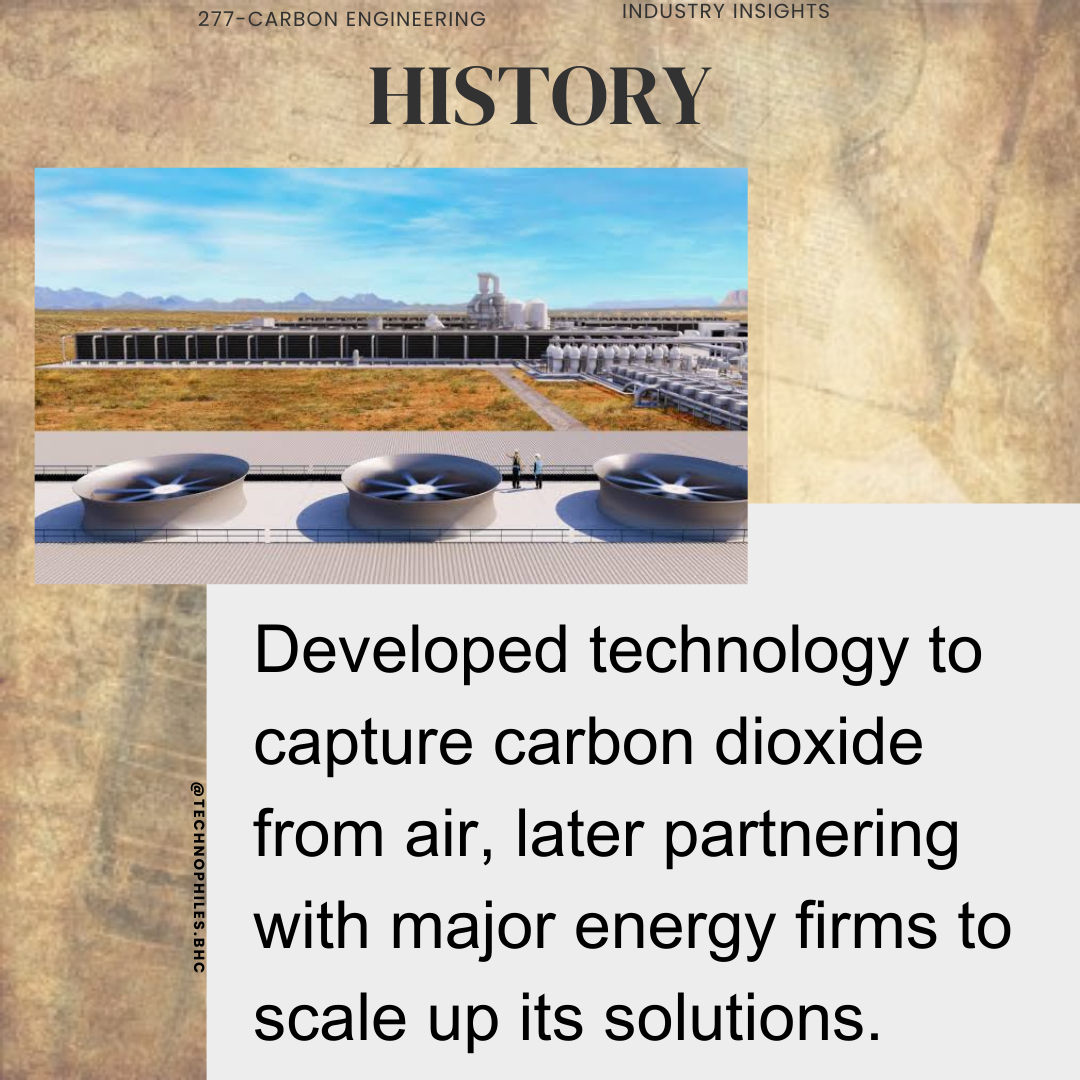 277-CARBON ENGINEERING
INDUSTRY INSIGHTS
HISTORY
Developed technology to
capture carbon dioxide
from air, later partnering
with major energy firms to
scale up its solutions.
@TECHNOPHILES.BHC